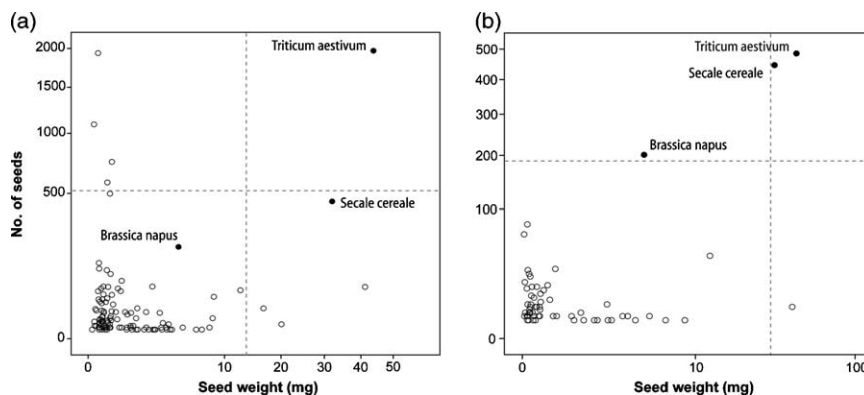 (a)
2000
1500
1000
500
0
No. of seeds
Triticum aestivum
Secale cereale
Brassica napus
0 10 20 30 40 50
Seed weight (mg)
(b)
500
400
300
200
100
0
Triticum aestivum
Secale cereale
Brassica napus
0 10 100
Seed weight (mg)